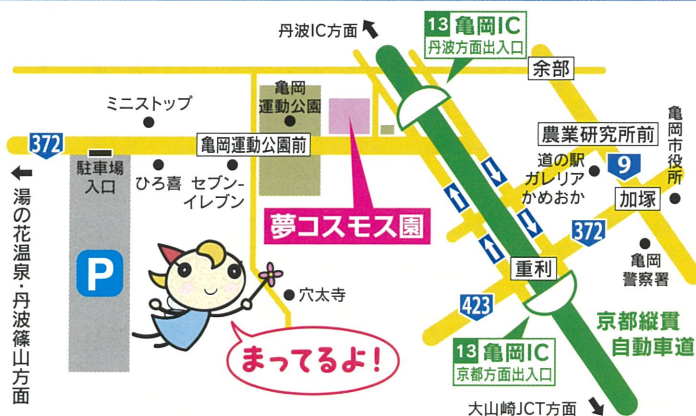 丹波IC方面
13 亀岡IC
丹波方面出入口
余部
ミニストップ
亀岡
運動公園
372
亀岡運動公園前
農業研究所前
亀岡市役所
駐車場
入口
ひろ喜
セブン-
イレブン
道の駅
ガレリア
かめおか
9
加塚
夢コスモス園
湯の花温泉・丹波篠山方面
P
372
重利
亀岡
警察署
穴太寺
423
まってるよ!
13 亀岡IC
京都方面出入口
京都縦貫
自動車道
大山崎JCT方面